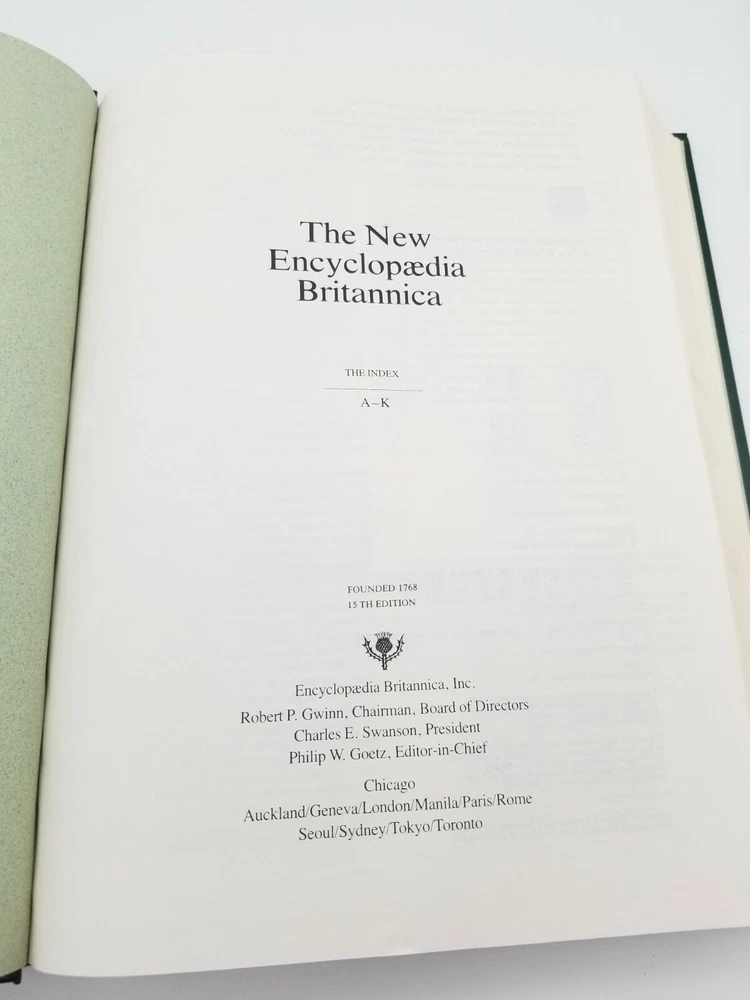 The New
Encyclopædia
Britannica
THE INDEX
A–K
FOUNDED 1768
15 TH EDITION
Encyclopædia Britannica, Inc.
Robert P. Gwinn, Chairman, Board of Directors
Charles E. Swanson, President
Philip W. Goetz, Editor-in-Chief
Chicago
Auckland/Geneva/London/Manila/Paris/Rome
Seoul/Sydney/Tokyo/Toronto